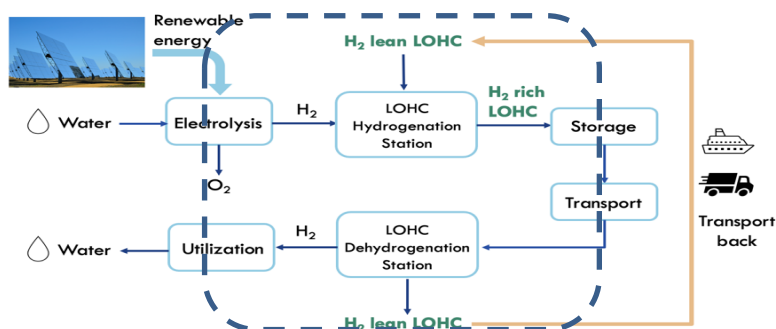 Renewable
energy
H₂ lean LOHC
H₂ rich
LOHC
Water
Electrolysis
H₂
LOHC
Hydrogenation
Station
Storage
O₂
Transport
Transport
back
Water
Utilization
H₂
LOHC
Dehydrogenation
Station
H₂ lean LOHC